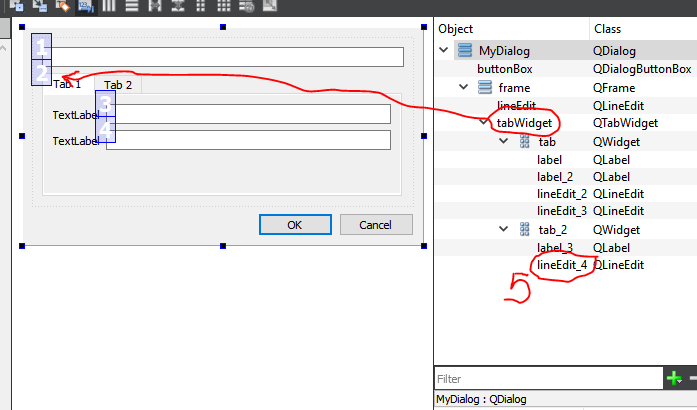 Object Class
MyDialog QDialog
buttonBox QDialogButtonBox
frame QFrame
lineEdit QLineEdit
tabWidget QTabWidget
tab QWidget
label QLabel
label_2 QLabel
lineEdit_2 QLineEdit
lineEdit_3 QLineEdit
tab_2 QWidget
label_3 QLabel
lineEdit_4 QLineEdit
5
1
2
Tab 1 Tab 2
3
TextLabel
4
TextLabel
OK Cancel
Filter
MyDialog : QDialog